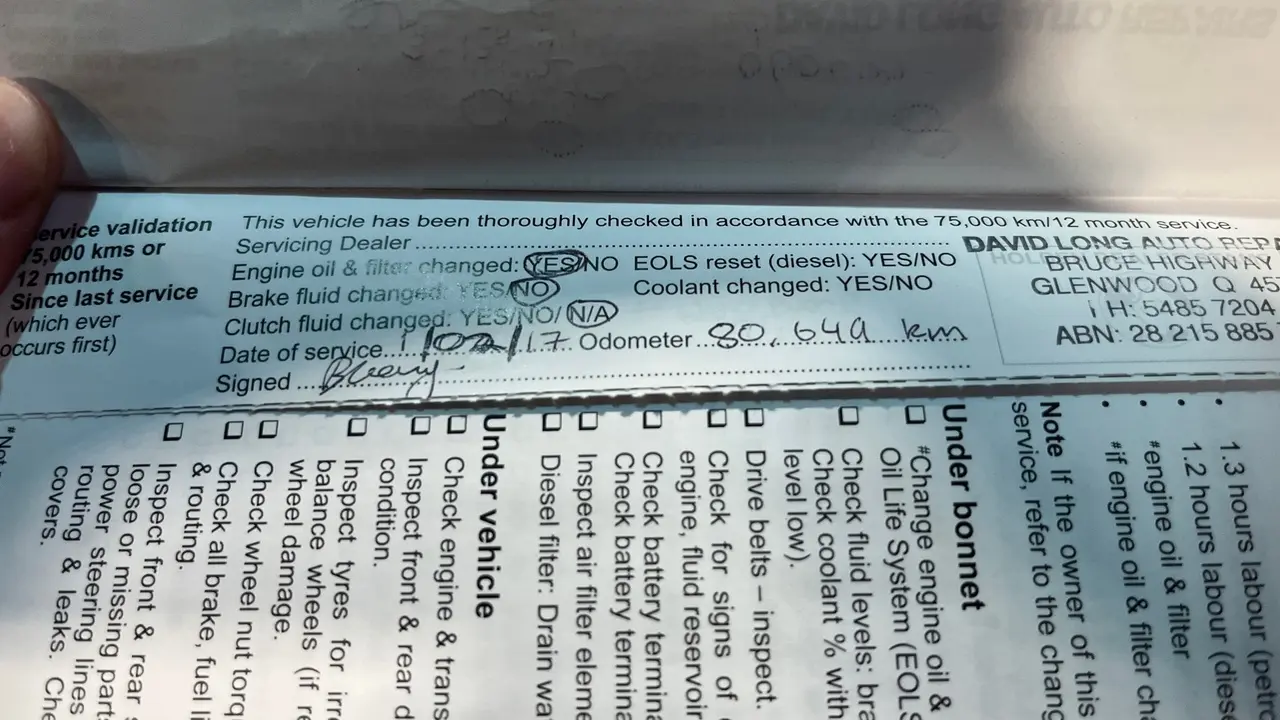 ervice validation
75,000 kms or
12 months
Since last service
(which ever
occurs first)
This vehicle has been thoroughly checked in accordance with the 75,000 km/12 month service.
Servicing Dealer
Engine oil & filter changed: YES/NO EOLS reset (diesel): YES/NO
Brake fluid changed: YES/NO Coolant changed: YES/NO
Clutch fluid changed: YES/NO/N/A
Date of service 1/02/17 Odometer 80,649 km
Signed
DAVID LONG AUTO REP
BRUCE HIGHWAY
GLENWOOD Q 45
H: 5485 7204
ABN: 28 215 885
• 1.3 hours labour (petro
• 1.2 hours labour (diese
• #engine oil & filter
• #if engine oil & filter cha
Note If the owner of this
service, refer to the chang
Under bonnet
#Change engine oil &
Oil Life System (EOLS
Check fluid levels: bra
Check coolant % with
level low).
Drive belts – inspect.
Check for signs of
engine, fluid reservoir
Check battery termina
Check battery termina
Inspect air filter eleme
Diesel filter: Drain wa
Under vehicle
Check engine & trans
Inspect front & rear d
condition.
Inspect tyres for irr
balance wheels (if re
wheel damage.
Check wheel nut torq
Check all brake, fuel li
& routing.
Inspect front & rear s
loose or missing part
power steering lines
routing & leaks. Che
covers.